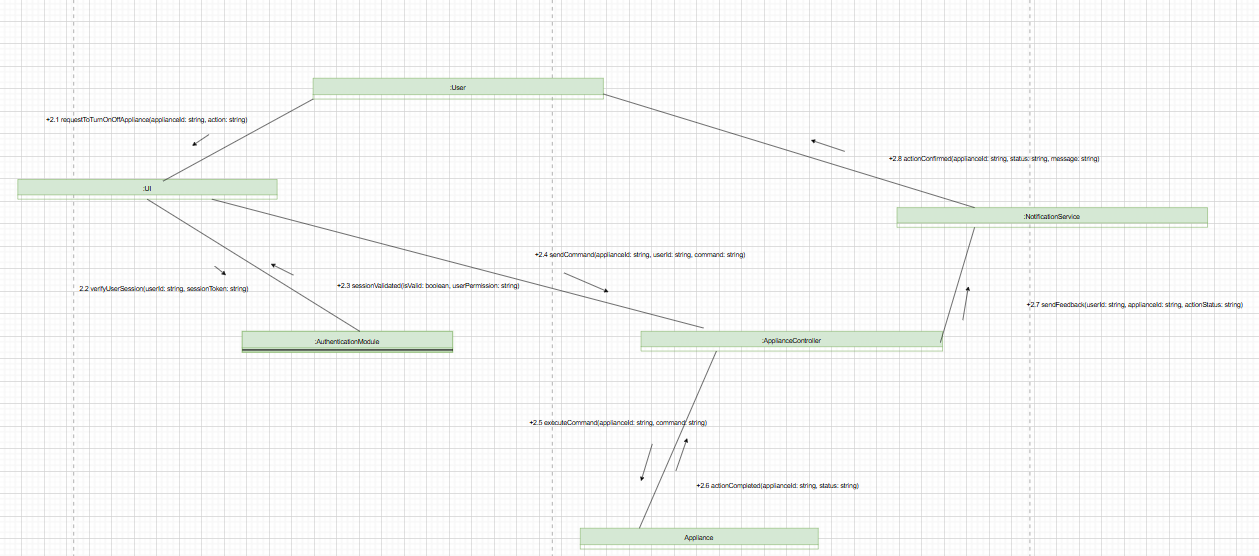 :User
+2.1 requestToTurnOnOffAppliance(applianceId: string, action: string)
+2.8 actionConfirmed(applianceId: string, status: string, message: string)
:UI
:NotificationService
+2.4 sendCommand(applianceId: string, userId: string, command: string)
2.2 verifyUserSession(userId: string, sessionToken: string)
+2.3 sessionValidated(isValid: boolean, userPermission: string)
+2.7 sendFeedback(userId: string, applianceId: string, actionStatus: string)
:AuthenticationModule
:ApplianceController
+2.5 executeCommand(applianceId: string, command: string)
+2.6 actionCompleted(applianceId: string, status: string)
Appliance